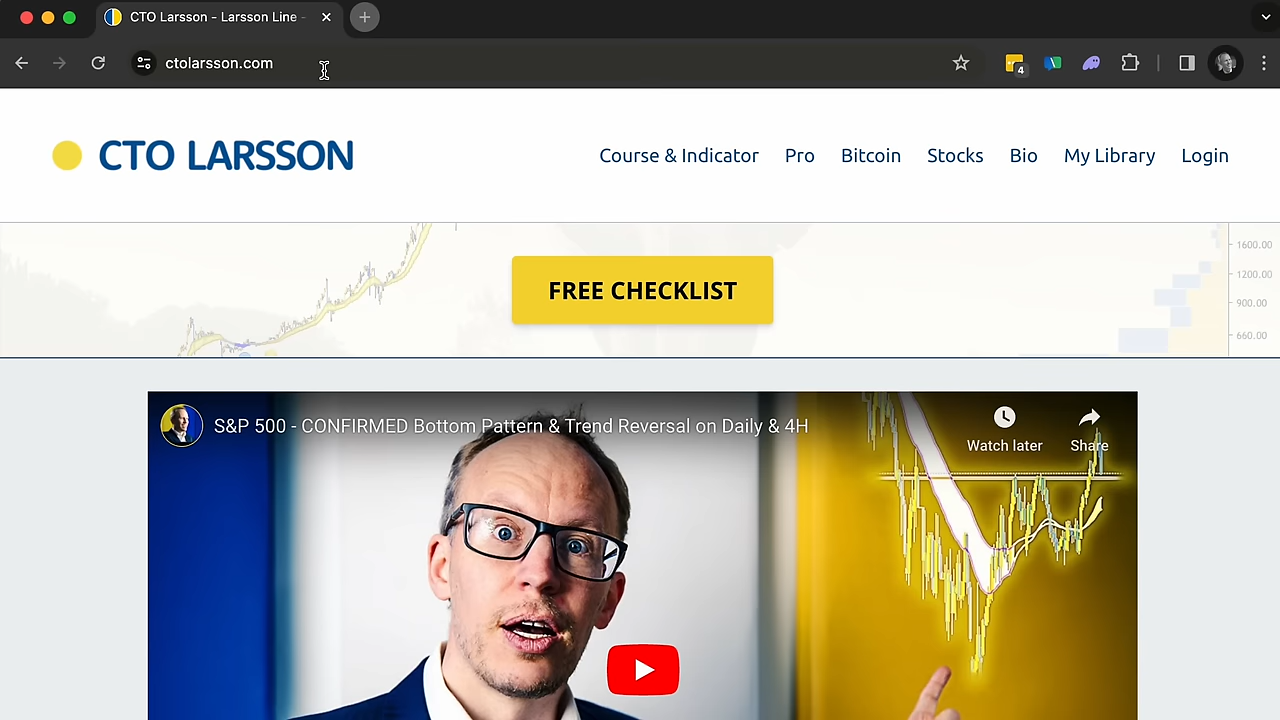 CTO Larsson - Larsson Line -
ctolarsson.com
4
CTO LARSSON
Course & Indicator Pro Bitcoin Stocks Bio My Library Login
1600.00
1200.00
FREE CHECKLIST
900.00
660.00
S&P 500 - CONFIRMED Bottom Pattern & Trend Reversal on Daily & 4H
Watch later
Share